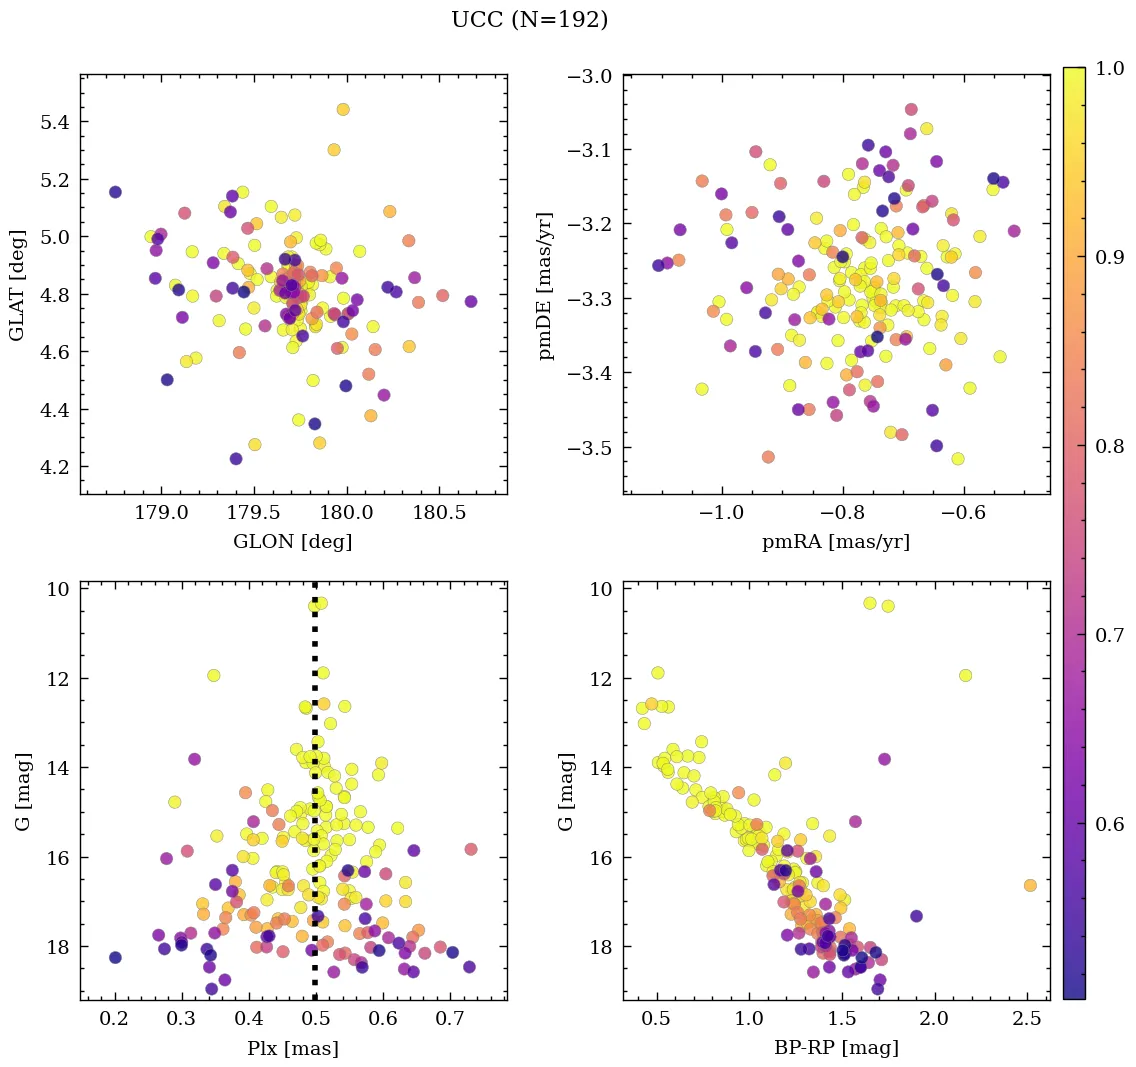 UCC (N=192)
5.4
5.2
5.0
4.8
4.6
4.4
4.2
GLAT [deg]
179.0 179.5 180.0 180.5
GLON [deg]
−3.0
−3.1
−3.2
−3.3
−3.4
−3.5
pmDE [mas/yr]
−1.0 −0.8 −0.6
pmRA [mas/yr]
10
12
14
16
18
G [mag]
0.2 0.3 0.4 0.5 0.6 0.7
Plx [mas]
10
12
14
16
18
G [mag]
0.5 1.0 1.5 2.0 2.5
BP-RP [mag]
1.0
0.9
0.8
0.7
0.6